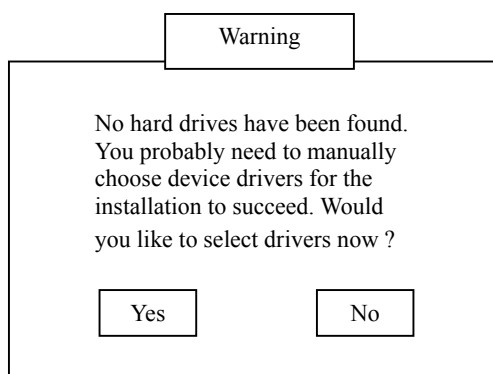 Warning
No hard drives have been found.
You probably need to manually
choose device drivers for the
installation to succeed. Would
you like to select drivers now ?
Yes
No